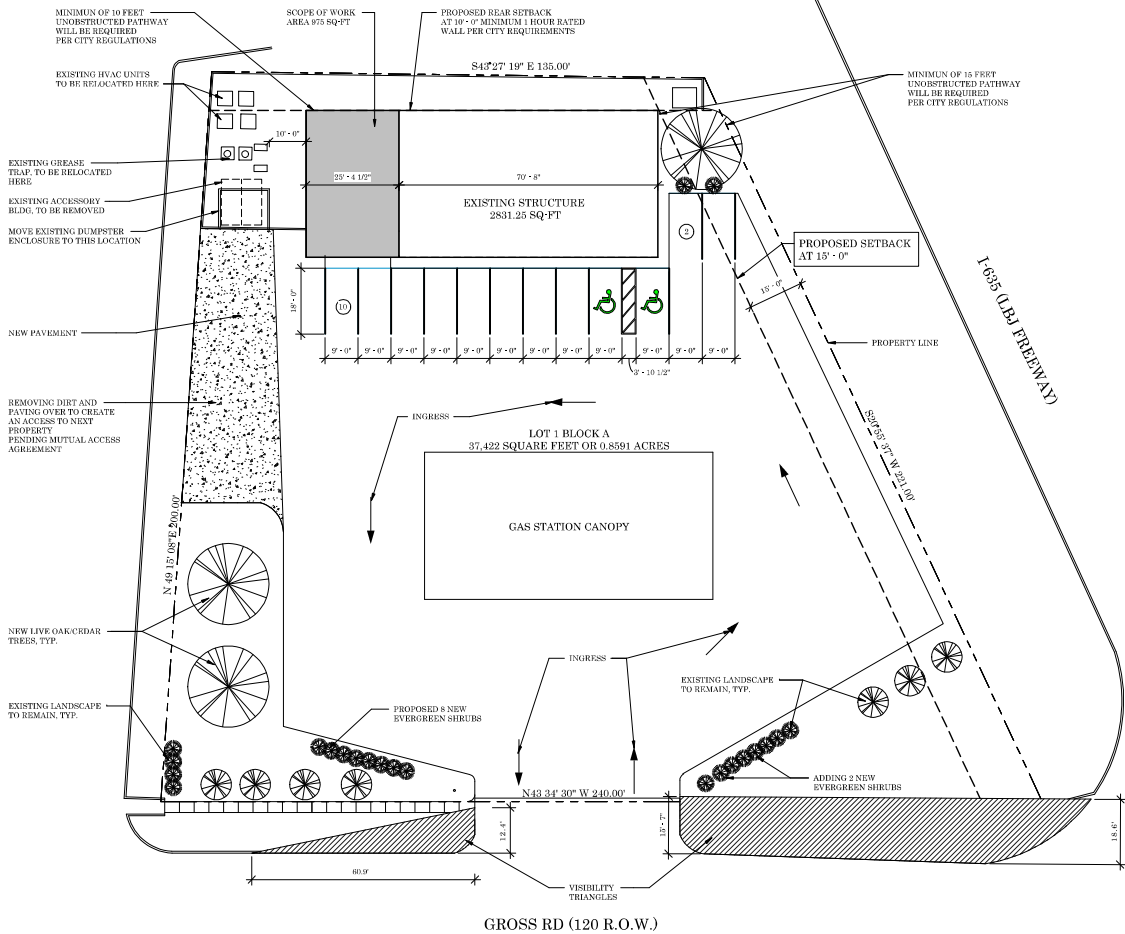 MINIMUN OF 10 FEET
UNOBSTRUCTED PATHWAY
WILL BE REQUIRED
PER CITY REGULATIONS
SCOPE OF WORK
AREA 975 SQ-FT
PROPOSED REAR SETBACK
AT 10' - 0" MINIMUM 1 HOUR RATED
WALL PER CITY REQUIREMENTS
S43°27' 19" E 135.00'
EXISTING HVAC UNITS
TO BE RELOCATED HERE
MINIMUN OF 15 FEET
UNOBSTRUCTED PATHWAY
WILL BE REQUIRED
PER CITY REGULATIONS
10' - 0"
EXISTING GREASE
TRAP, TO BE RELOCATED
HERE
25' - 4 1/2"
70' - 8"
EXISTING STRUCTURE
2831.25 SQ-FT
EXISTING ACCESSORY
BLDG, TO BE REMOVED
MOVE EXISTING DUMPSTER
ENCLOSURE TO THIS LOCATION
2
PROPOSED SETBACK
AT 15' - 0"
15' - 0"
I-635 (LBJ FREEWAY)
18' - 0"
10
NEW PAVEMENT
PROPERTY LINE
9' - 0"
9' - 0"
9' - 0"
9' - 0"
9' - 0"
9' - 0"
9' - 0"
9' - 0"
9' - 0"
9' - 0"
9' - 0"
9' - 0"
3' - 10 1/2"
REMOVING DIRT AND
PAVING OVER TO CREATE
AN ACCESS TO NEXT
PROPERTY
PENDING MUTUAL ACCESS
AGREEMENT
INGRESS
LOT 1 BLOCK A
37,422 SQUARE FEET OR 0.8591 ACRES
S20°55' 37" W 221.00'
GAS STATION CANOPY
N 49 15' 08"E 200.00'
NEW LIVE OAK/CEDAR
TREES, TYP.
INGRESS
EXISTING LANDSCAPE
TO REMAIN, TYP.
EXISTING LANDSCAPE
TO REMAIN, TYP.
PROPOSED 8 NEW
EVERGREEN SHRUBS
ADDING 2 NEW
EVERGREEN SHRUBS
N43 34' 30" W 240.00'
12.4'
15' - 7"
18.6'
60.9'
VISIBILITY
TRIANGLES
GROSS RD (120 R.O.W.)